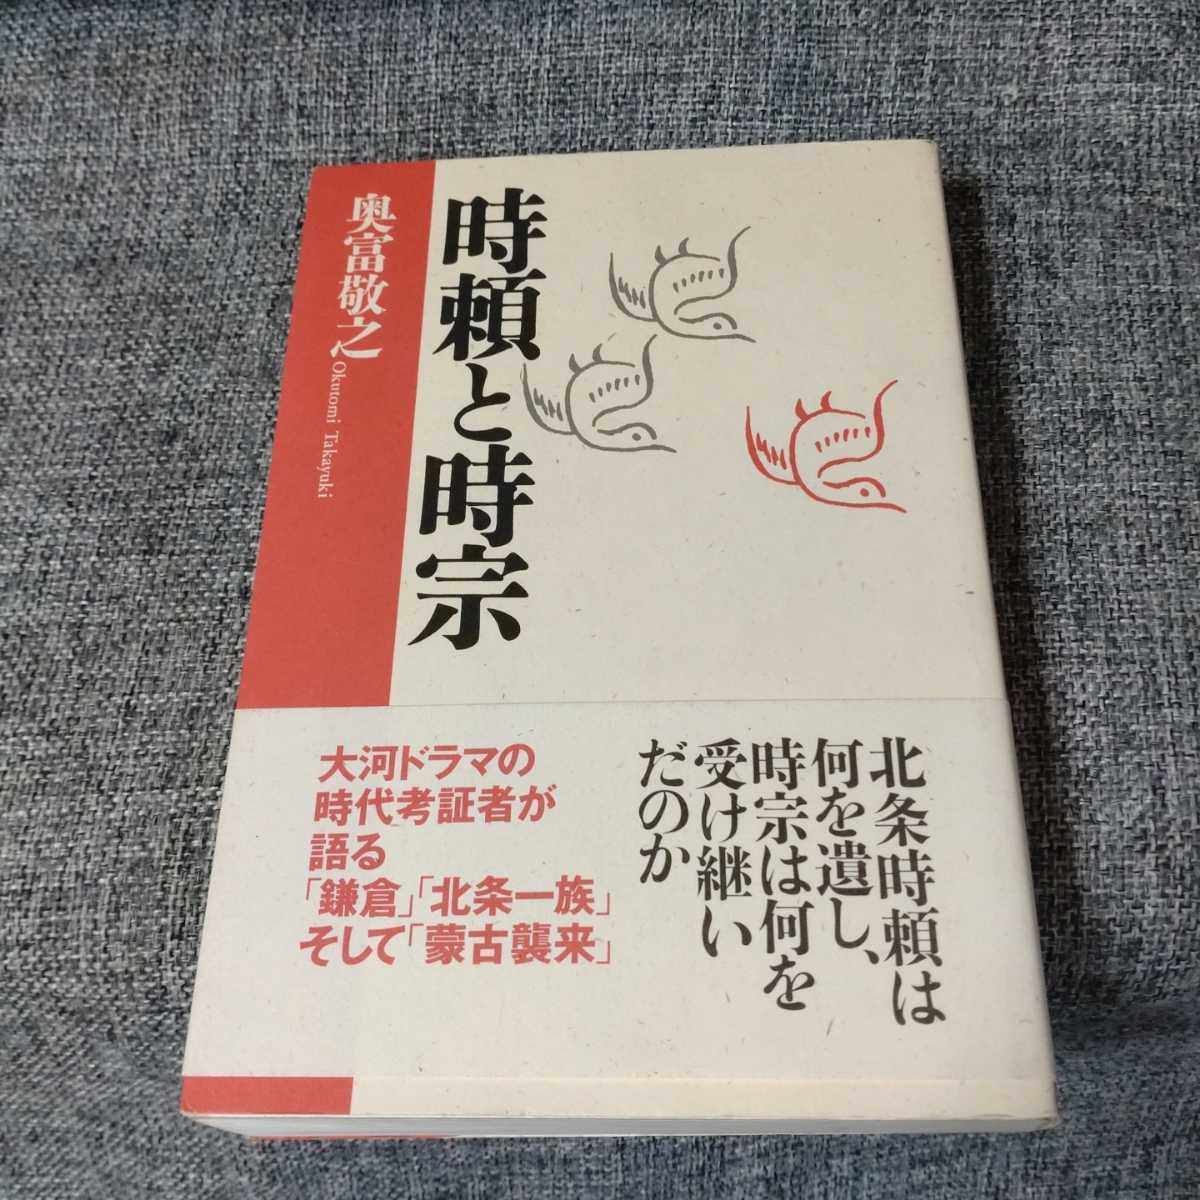 時頼と時宗
奥富敬之
Okutomi Takayuki
北条時頼は
何を遺し、
時宗は何を
受け継い
だのか
大河ドラマの
時代考証者が
語る
「鎌倉」「北条一族」
そして「蒙古襲来」